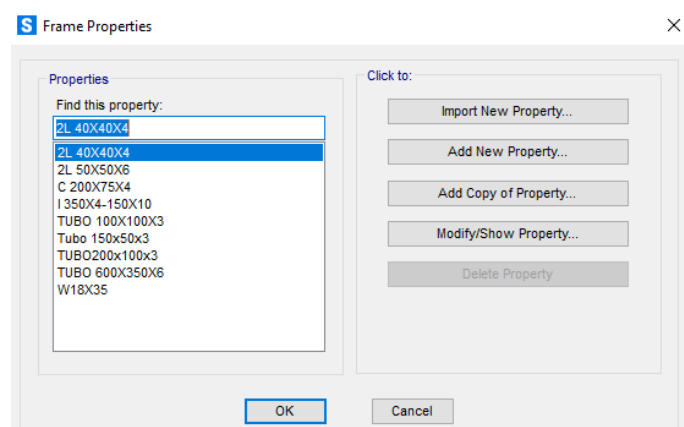 S Frame Properties
Properties
Find this property:
2L 40X40X4
2L 40X40X4
2L 50X50X6
C 200X75X4
I 350X4-150X10
TUBO 100X100X3
Tubo 150x50x3
TUBO200x100x3
TUBO 600X350X6
W18X35
Click to:
Import New Property...
Add New Property...
Add Copy of Property...
Modify/Show Property...
Delete Property
OK
Cancel